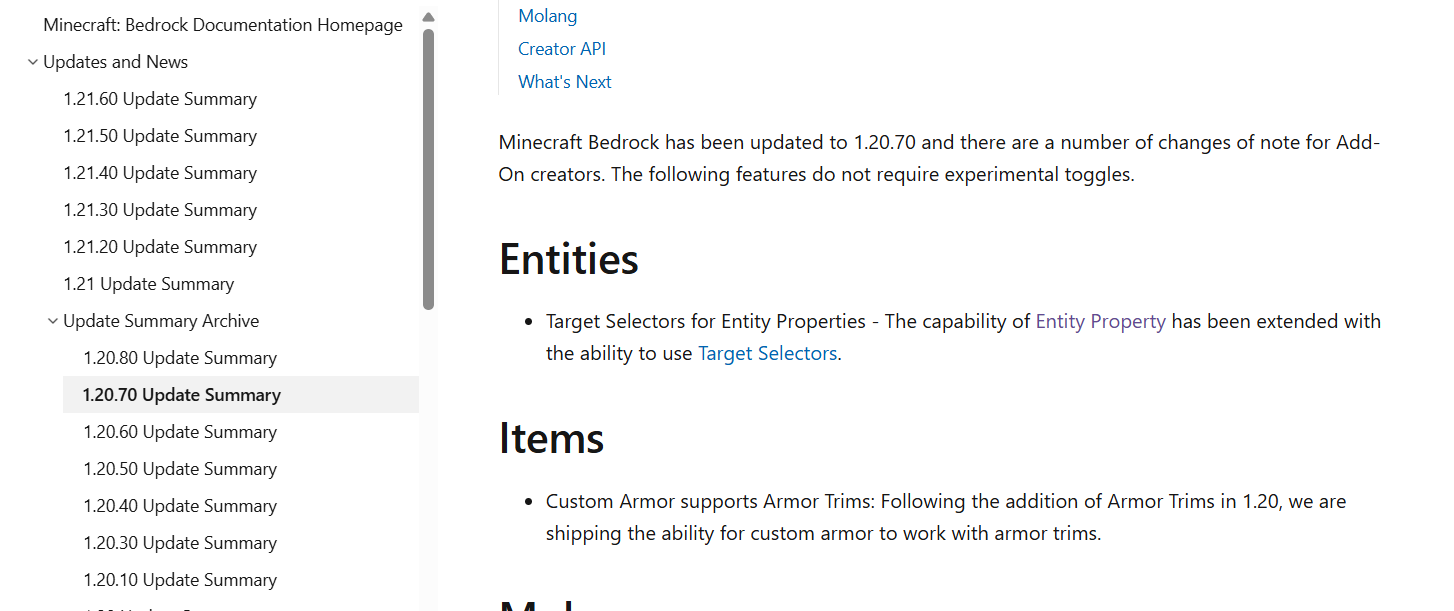 Minecraft: Bedrock Documentation Homepage
Updates and News
1.21.60 Update Summary
1.21.50 Update Summary
1.21.40 Update Summary
1.21.30 Update Summary
1.21.20 Update Summary
1.21 Update Summary
Update Summary Archive
1.20.80 Update Summary
1.20.70 Update Summary
1.20.60 Update Summary
1.20.50 Update Summary
1.20.40 Update Summary
1.20.30 Update Summary
1.20.10 Update Summary
Molang
Creator API
What's Next
Minecraft Bedrock has been updated to 1.20.70 and there are a number of changes of note for Add-
On creators. The following features do not require experimental toggles.
Entities
Target Selectors for Entity Properties - The capability of Entity Property has been extended with
the ability to use Target Selectors.
Items
Custom Armor supports Armor Trims: Following the addition of Armor Trims in 1.20, we are
shipping the ability for custom armor to work with armor trims.